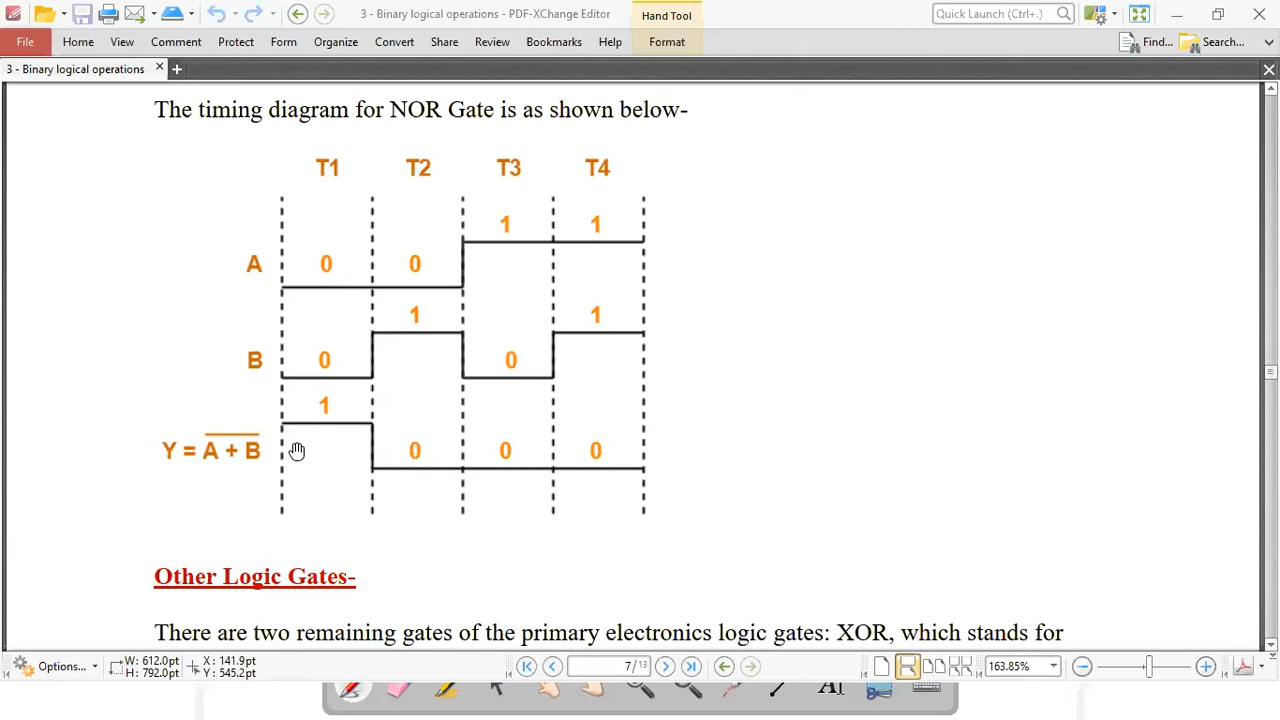 3 - Binary logical operations - PDF-XChange Editor
Hand Tool
Quick Launch (Ctrl+.)
File Home View Comment Protect Form Organize Convert Share Review Bookmarks Help Format Find... Search...
3 - Binary logical operations
The timing diagram for NOR Gate is as shown below-
T1 T2 T3 T4
1 1
A 0 0
1 1
B 0 0
1
Y = A + B 0 0 0
Other Logic Gates-
There are two remaining gates of the primary electronics logic gates: XOR, which stands for
Options... W: 612.0pt X: 141.9pt 7 / 13 163.85%
H: 792.0pt Y: 545.2pt